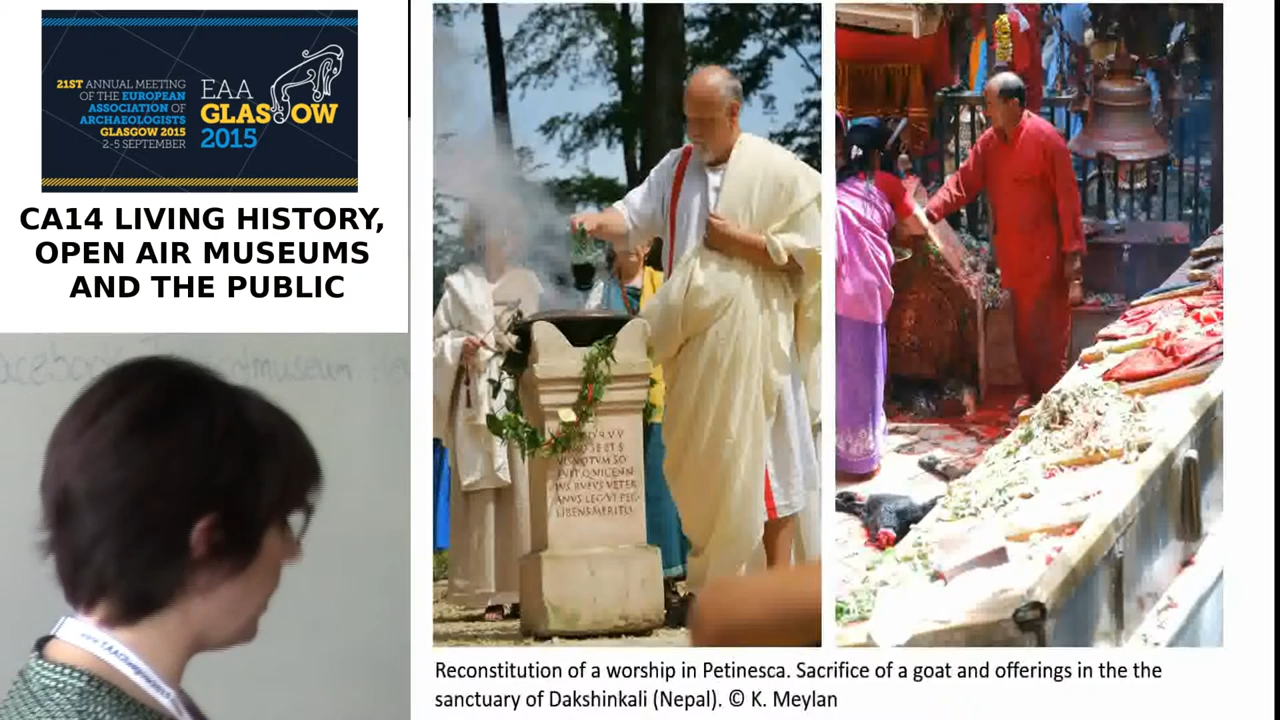 21ST ANNUAL MEETING
OF THE EUROPEAN
ASSOCIATION OF
ARCHAEOLOGISTS
GLASGOW 2015
2-5 SEPTEMBER
EAA
GLASGOW
2015
CA14 LIVING HISTORY,
OPEN AIR MUSEUMS
AND THE PUBLIC
Reconstitution of a worship in Petinesca. Sacrifice of a goat and offerings in the the
sanctuary of Dakshinkali (Nepal). © K. Meylan